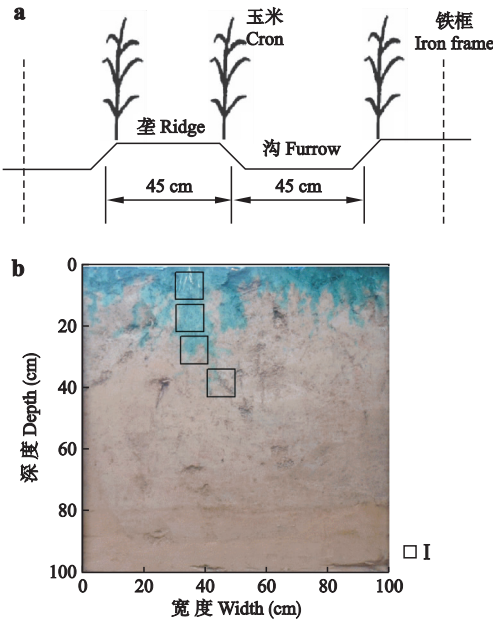 a
玉米
Cron
铁框
Iron frame
垄 Ridge
沟 Furrow
45 cm
45 cm
b
0
20
40
60
80
100
深度 Depth (cm)
0
20
40
60
80
100
宽度 Width (cm)
I